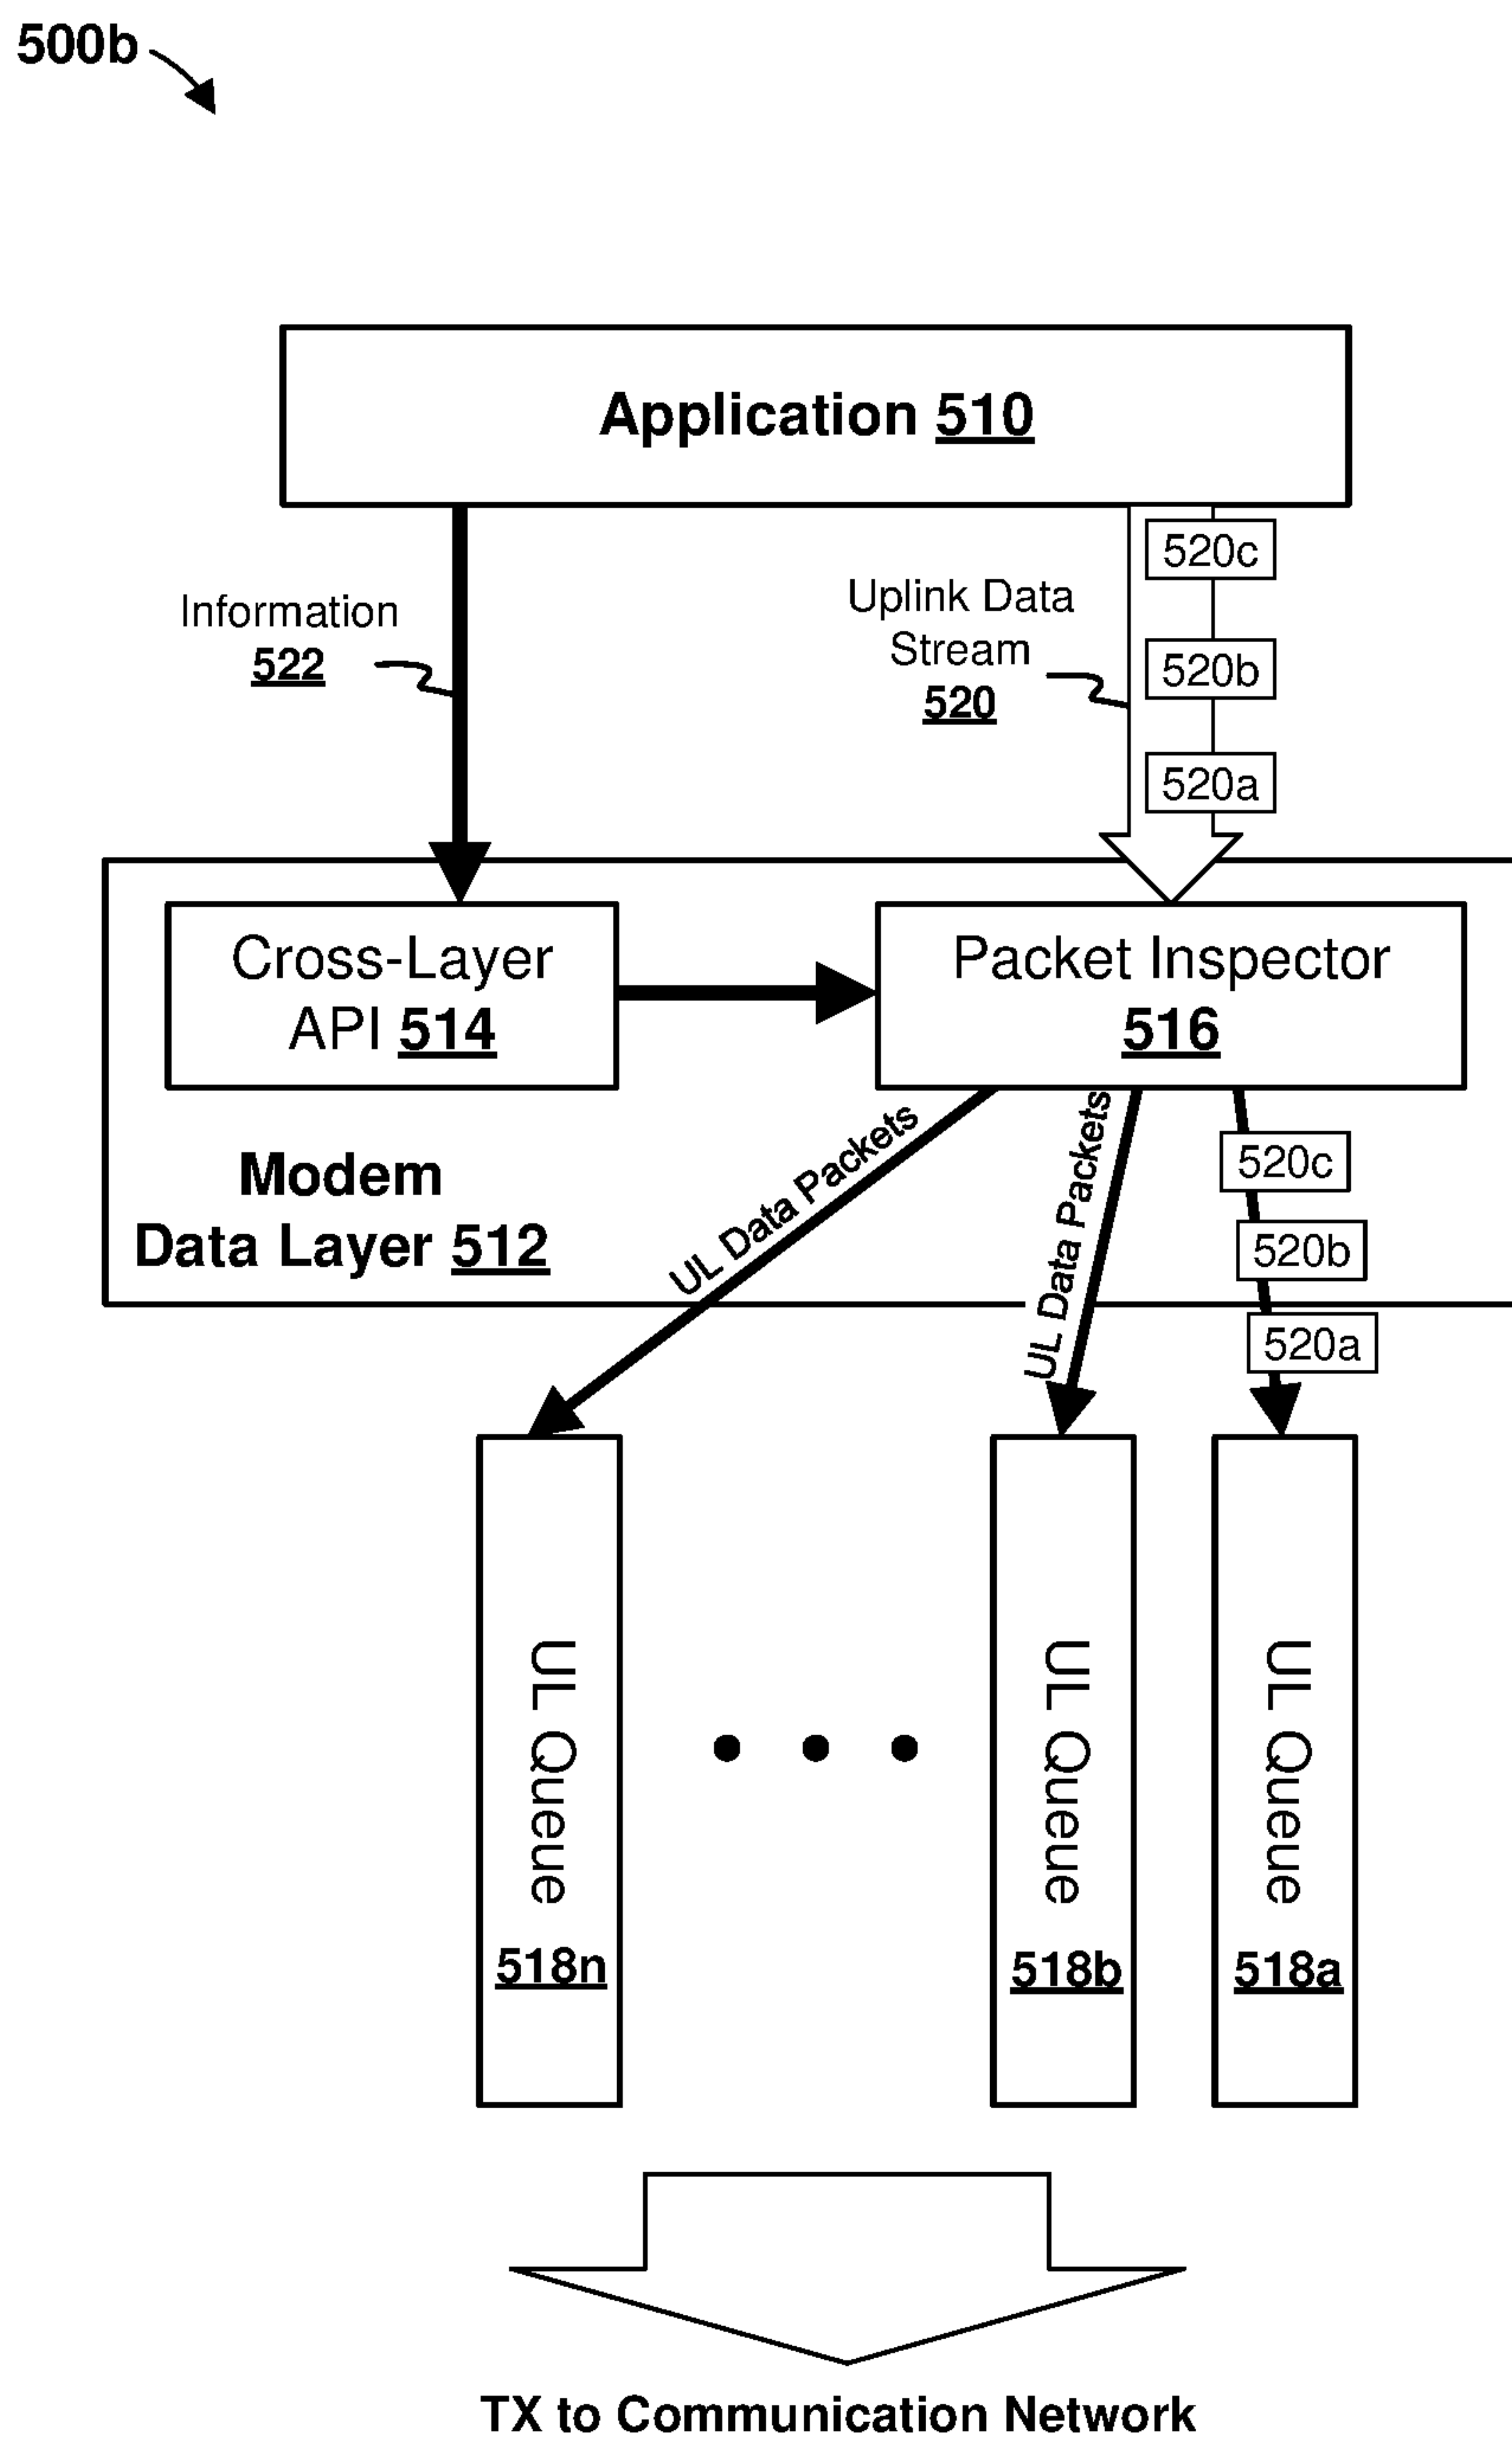 500b
Application 510
520c
Uplink Data
Stream
520
Information
522
520b
520a
Cross-Layer
API 514
Packet Inspector
516
Modem
Data Layer 512
UL Data Packets
UL Data Packets
520c
520b
520a
UL Queue
518n
UL Queue
518b
UL Queue
518a
TX to Communication Network